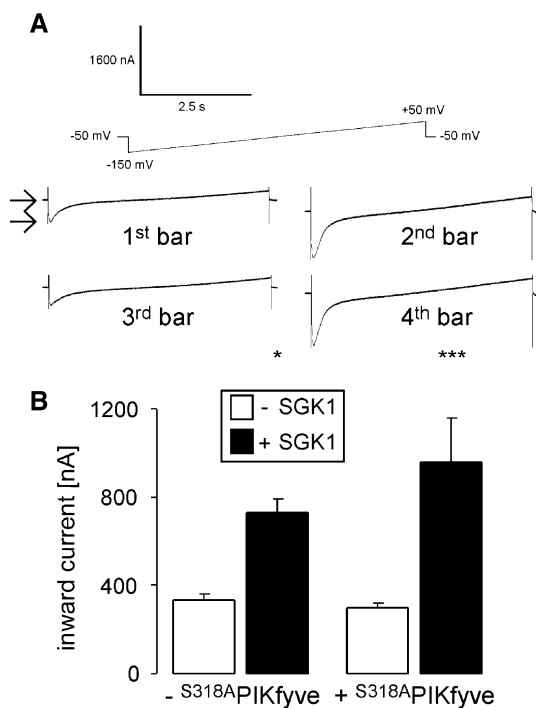 A
1600 nA
2.5 s
+50 mV
-50 mV
-50 mV
-150 mV
1st bar
2nd bar
3rd bar
4th bar
*
***
B
1200
- SGK1
+ SGK1
800
400
0
inward current [nA]
- S318APIKfyve + S318APIKfyve